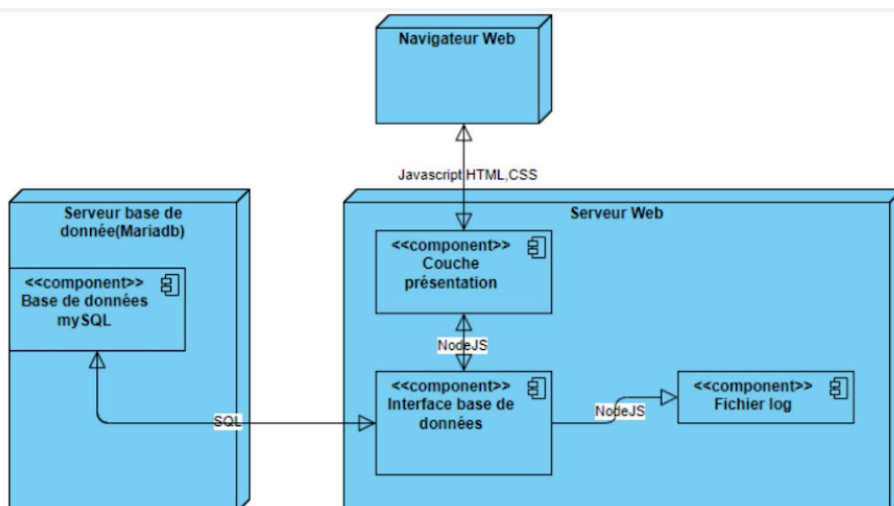 Navigateur Web
Javascript HTML,CSS
Serveur base de
donnée(Mariadb)
<<component>>
Base de données
mySQL
SQL
Serveur Web
<<component>>
Couche
présentation
NodeJS
<<component>>
Interface base de
données
NodeJS
<<component>>
Fichier log